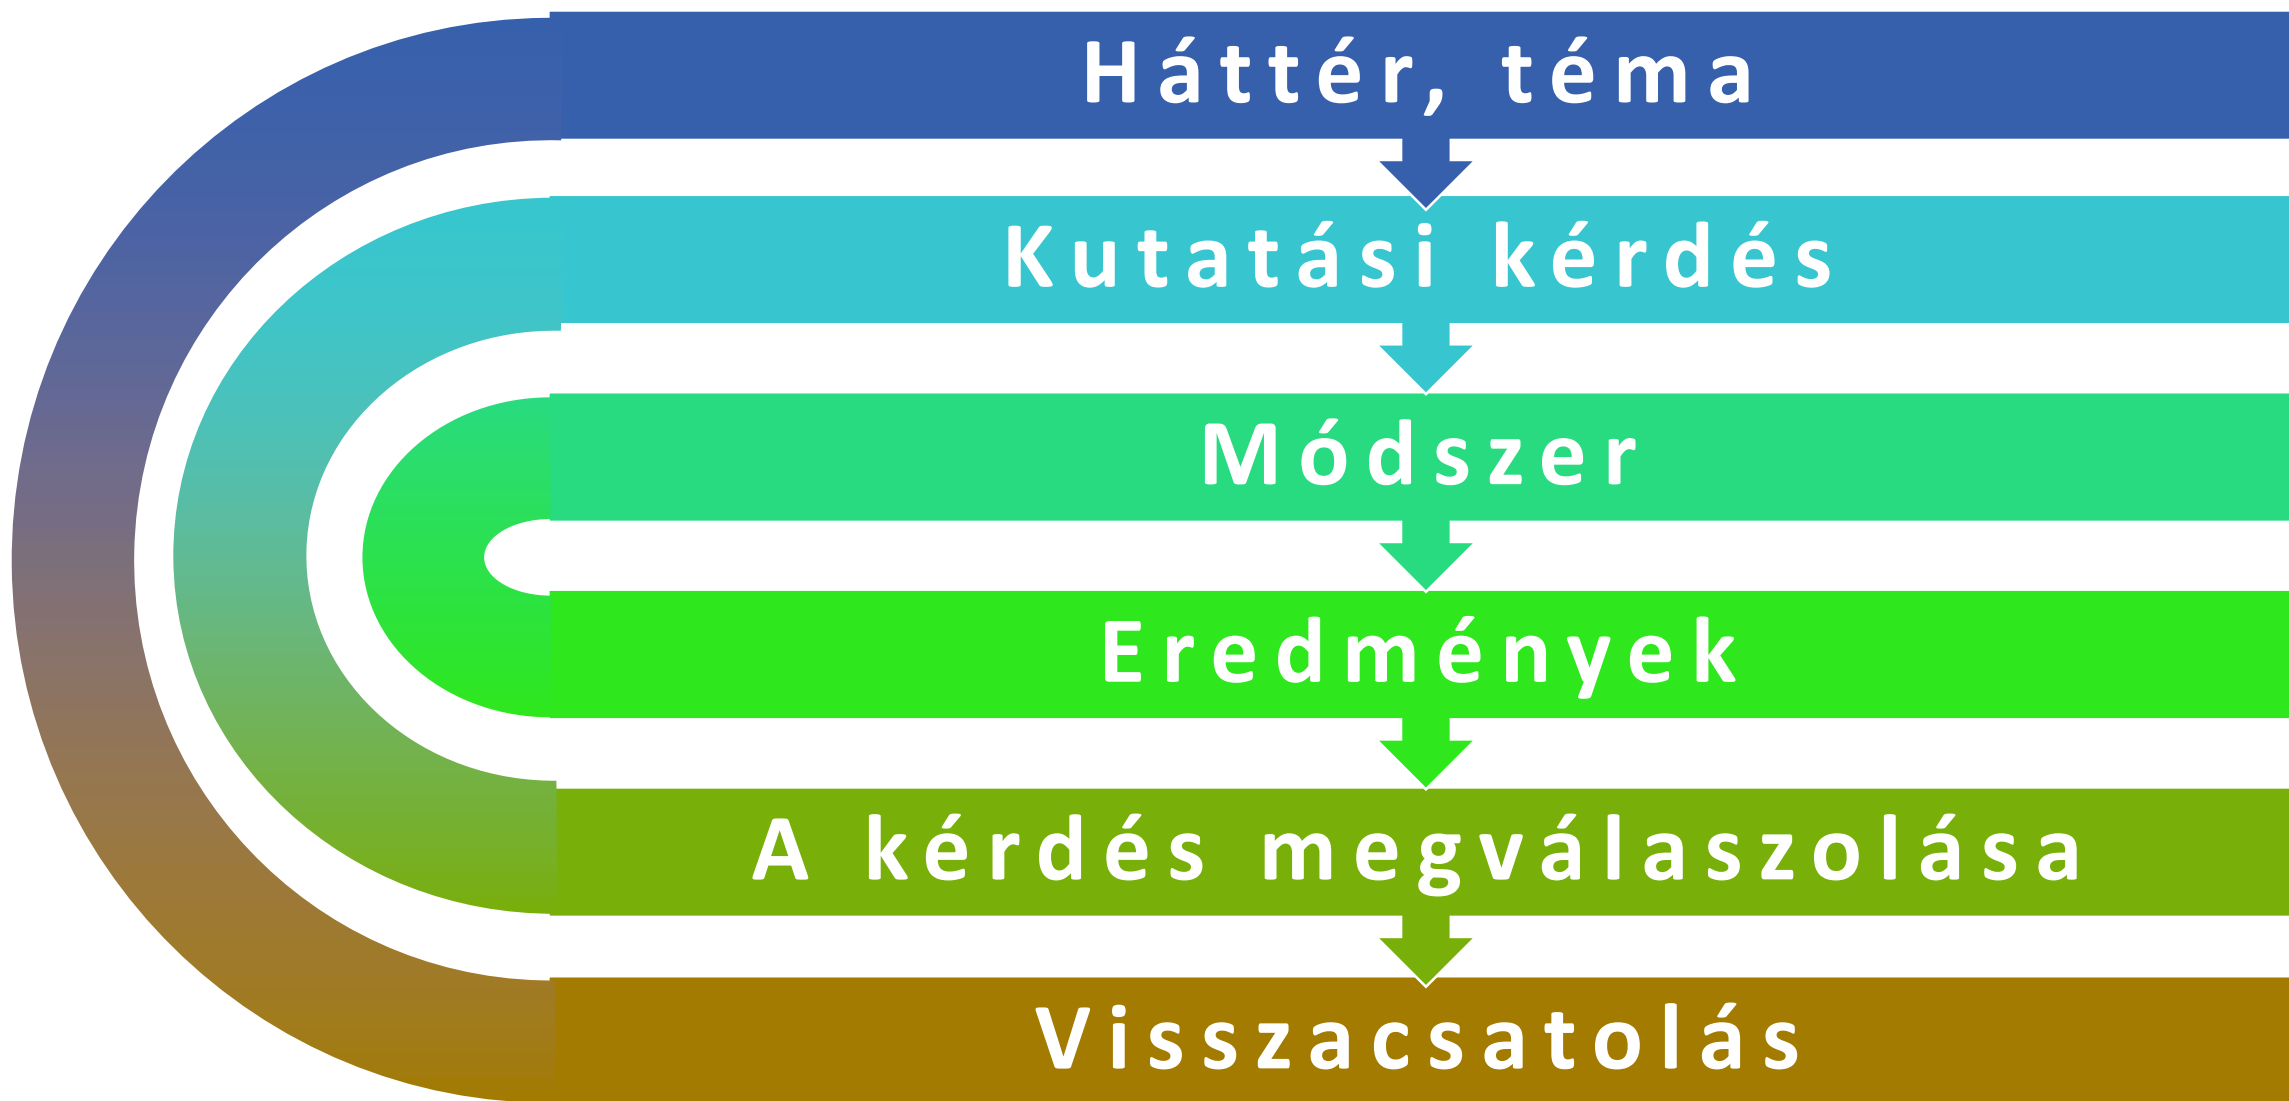 Háttér, téma
Kutatási kérdés
Módszer
Eredmények
A kérdés megválaszolása
Visszacsatolás